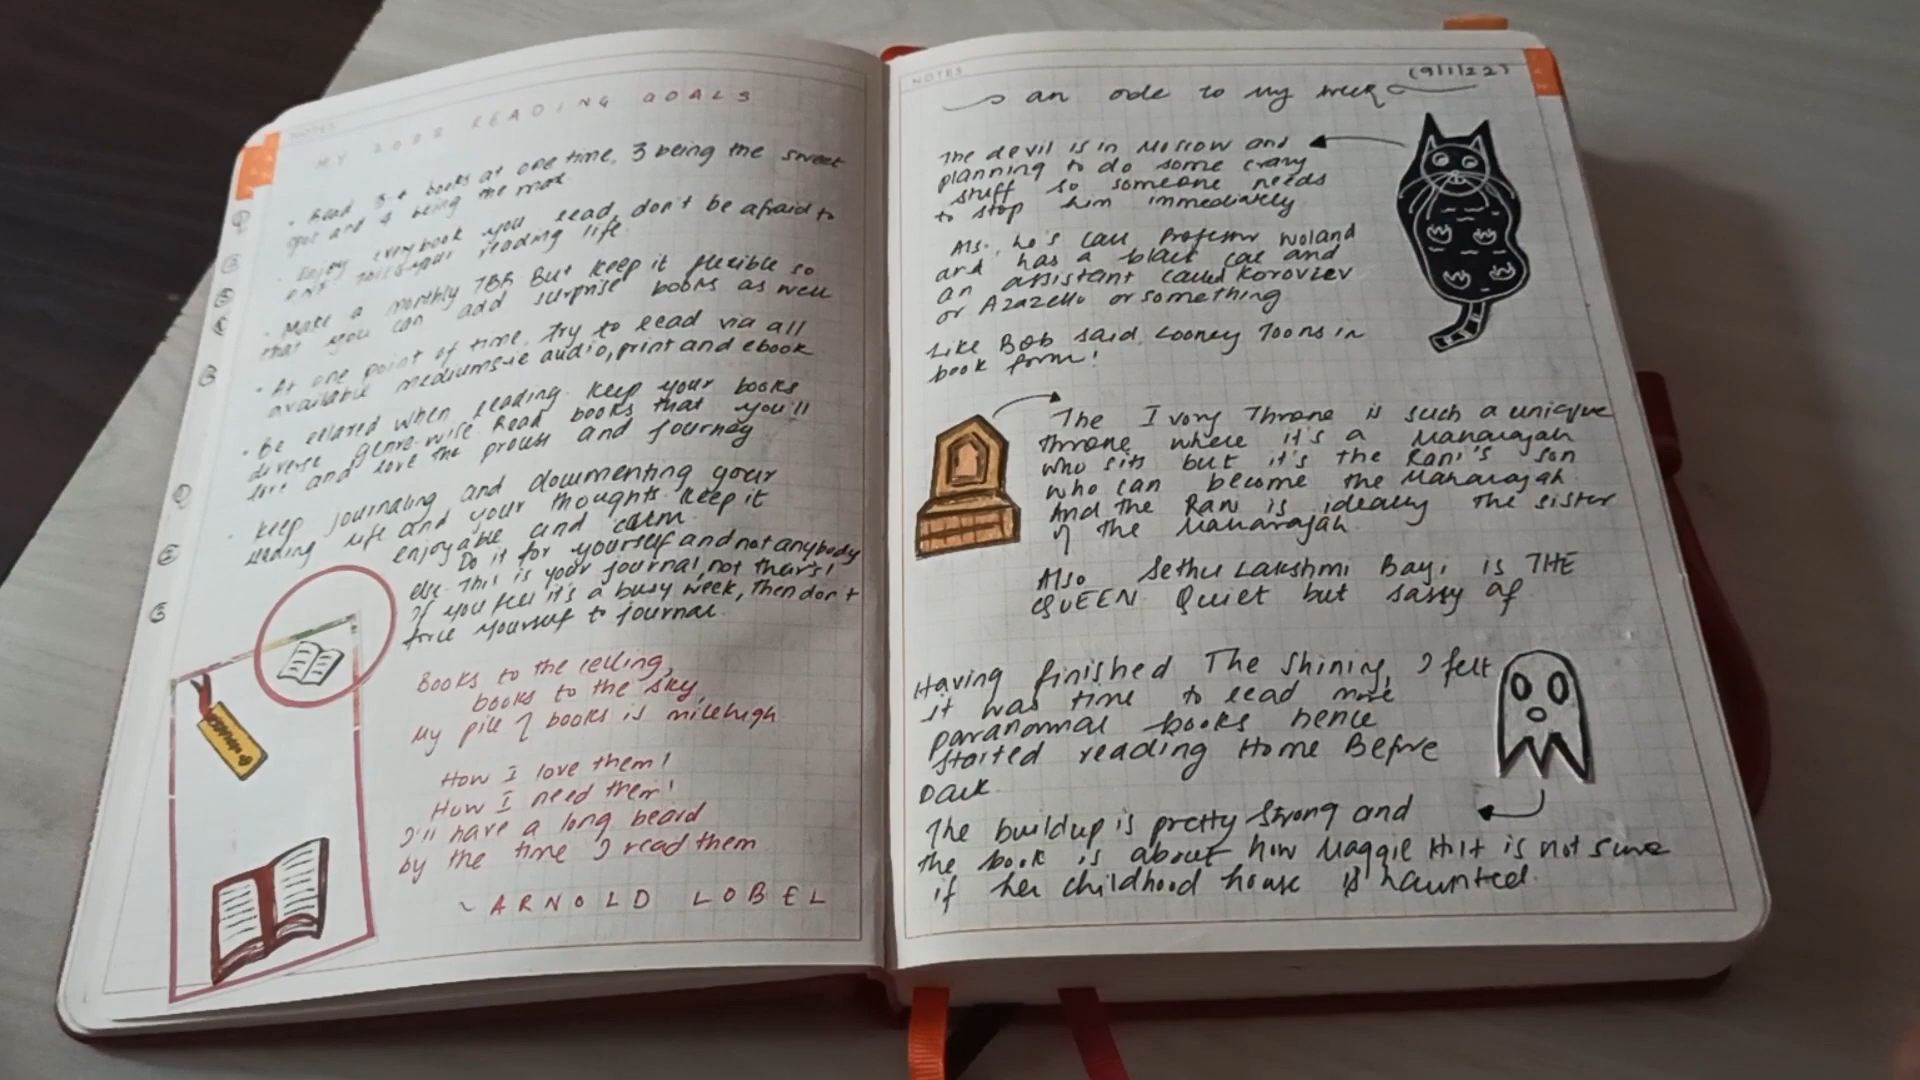 NOTES
MY 2022 READING GOALS
• Read 3-4 books at one time, 3 being the sweet
spot and 4 being the max.
• Enjoy every book you read, don't be afraid to
DNF your reading life.
• Make a monthly TBR But keep it flexible so
that you can add surprise books as well
• At one point of time, try to read via all
available mediums ie audio, print and ebook
• Be relaxed when reading. Keep your books
diverse genre-wise. Read books that you'll
love and love the process and journey
• Keep journaling and documenting your
reading life and your thoughts. Keep it
enjoyable and calm
Do it for yourself and not anybody
else. This is your journal, not theirs!
If you feel it's a busy week, then don't
force yourself to journal.
Books to the ceiling,
books to the sky,
My pile of books is mile high
How I love them!
How I need them!
I'll have a long beard
by the time I read them
~ ARNOLD LOBEL
NOTES
(9/1/22)
an ode to my week
The devil is in Moscow and
planning to do some crazy
stuff so someone needs
to stop him immediately
Als. he's call Professor Woland
and has a black cat and
an assistant called Koroviev
or Azazello or something
Like Bob said, Looney Toons in
book form!
The Ivory Throne is such a unique
throne where it's a Maharajah
who sits but it's the Rani's son
who can become the Maharajah
And the Rani is ideally the sister
of the Maharajah
Also Sethu Lakshmi Bayi is THE
QUEEN. Quiet but sassy af
Having finished The Shining, I felt
it was time to read more
paranormal books hence
started reading Home Before
Dark
The buildup is pretty strong and
the book is about how Maggie Holt is not sure
if her childhood house is haunted.